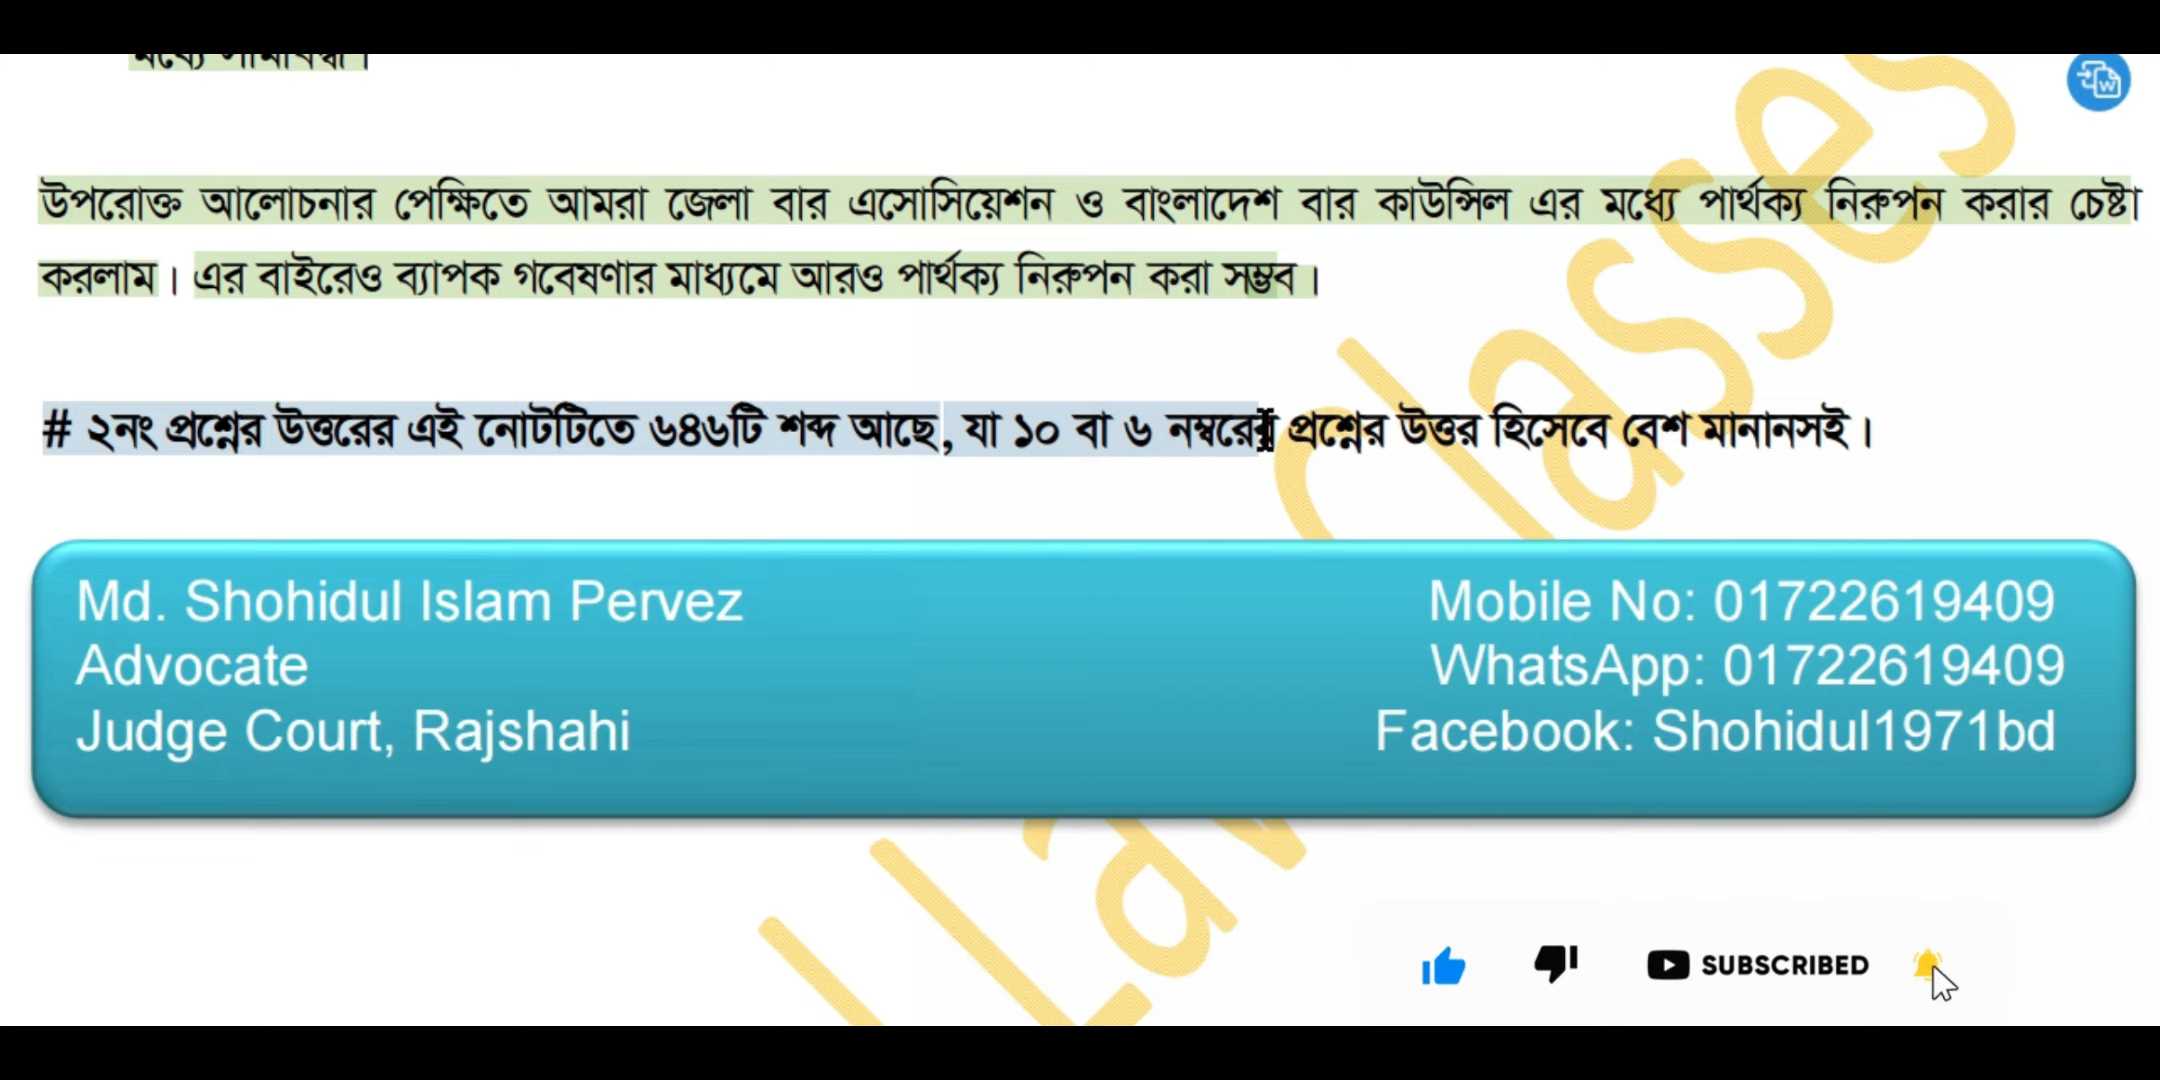 উপরোক্ত আলোচনার পেক্ষিতে আমরা জেলা বার এসোসিয়েশন ও বাংলাদেশ বার কাউন্সিল এর মধ্যে পার্থক্য নিরুপন করার চেষ্টা
করলাম। এর বাইরেও ব্যাপক গবেষণার মাধ্যমে আরও পার্থক্য নিরুপন করা সম্ভব।
# ২নং প্রশ্নের উত্তরের এই নোটটিতে ৬৪৬টি শব্দ আছে, যা ১০ বা ৬ নম্বরের প্রশ্নের উত্তর হিসেবে বেশ মানানসই।
Md. Shohidul Islam Pervez
Advocate
Judge Court, Rajshahi
Mobile No: 01722619409
WhatsApp: 01722619409
Facebook: Shohidul1971bd
Classes
SUBSCRIBED